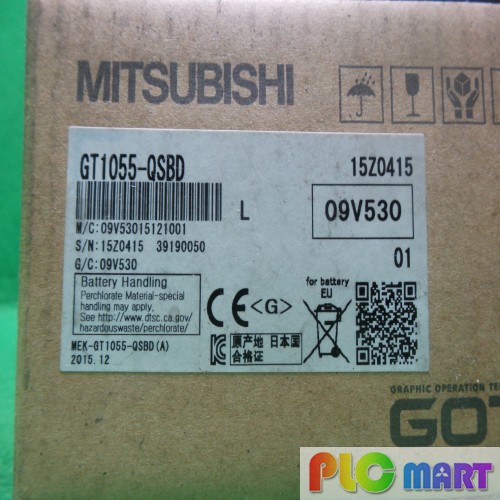 MITSUBISHI
GT1055-QSBD 15Z0415
L 09V530
M/C:09V53015121001
S/N:15Z0415 39190050
G/C:09V530 01
Battery Handling
Perchlorate Material-special
handling may apply.
See http://www.dtsc.ca.gov/
hazardouswaste/perchlorate/
CE <G>
for battery
EU
原产地 日本国
合格证
MEK-GT1055-QSBD(A)
2015.12
GRAPHIC OPERATION TE
GOT
PLC MART